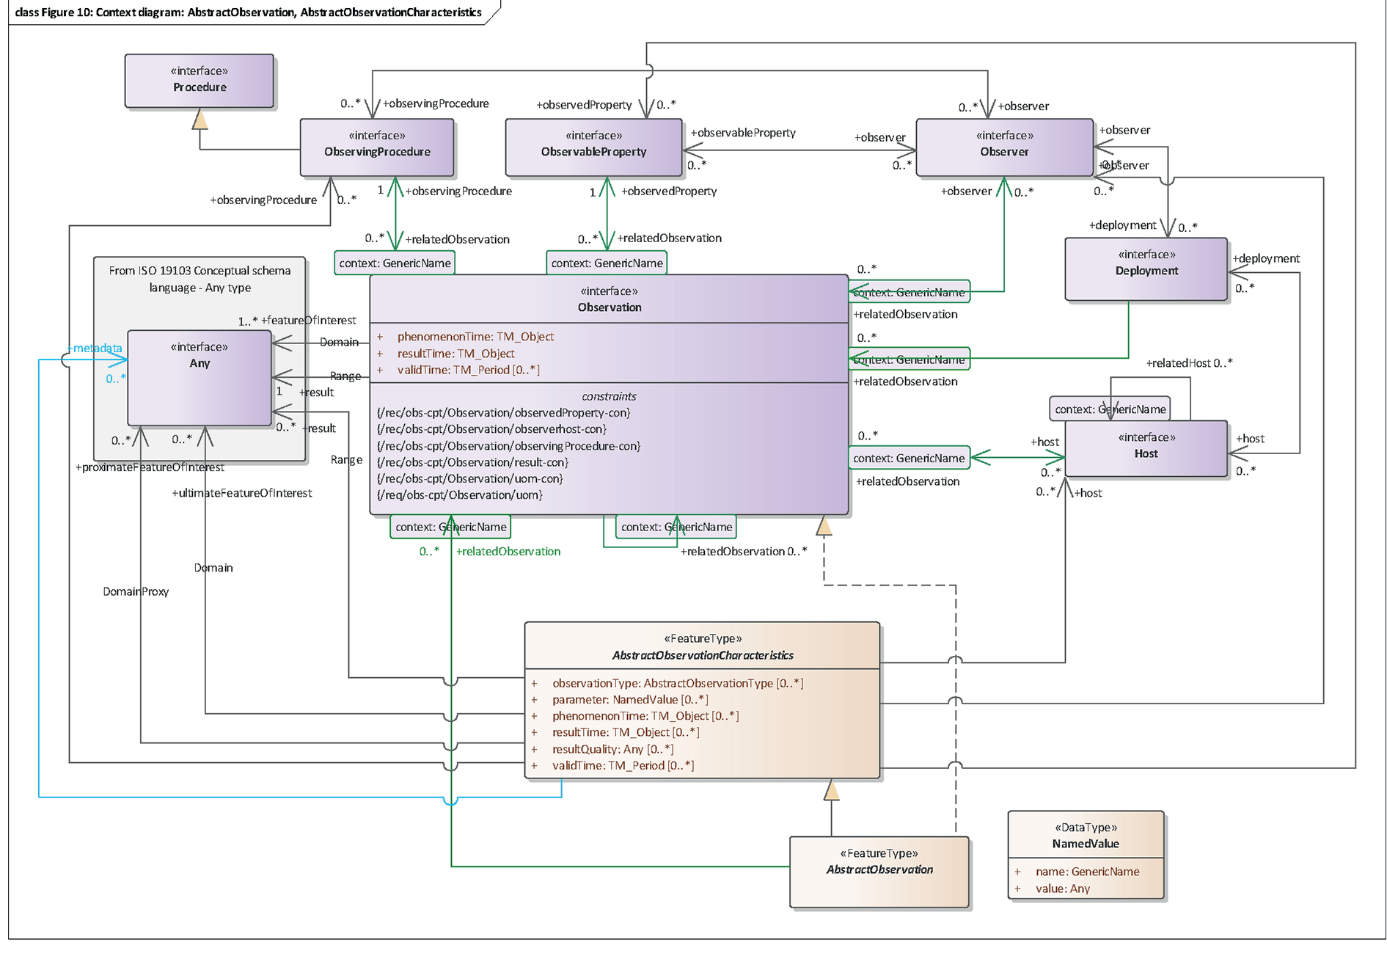 class Figure 10: Context diagram: AbstractObservation, AbstractObservationCharacteristics
«interface»
Procedure
0..*
+observingProcedure
+observedProperty
0..*
0..*
+observer
«interface»
ObservingProcedure
«interface»
ObservableProperty
+observableProperty
0..*
+observer
0..*
«interface»
Observer
+observer
0..*
+observer
0..*
+observingProcedure
0..*
1
+observingProcedure
1
+observedProperty
+observer
0..*
0..*
+relatedObservation
0..*
+relatedObservation
+deployment
0..*
context: GenericName
context: GenericName
«interface»
Deployment
+deployment
0..*
From ISO 19103 Conceptual schema
language - Any type
«interface»
Observation
+ phenomenonTime: TM_Object
+ resultTime: TM_Object
+ validTime: TM_Period [0..*]
constraints
{/rec/obs-cpt/Observation/observedProperty-con}
{/rec/obs-cpt/Observation/observerhost-con}
{/rec/obs-cpt/Observation/observingProcedure-con}
{/rec/obs-cpt/Observation/result-con}
{/rec/obs-cpt/Observation/uom-con}
{/req/obs-cpt/Observation/uom}
0..*
context: GenericName
+relatedObservation
0..*
context: GenericName
+relatedObservation
0..*
context: GenericName
+relatedObservation
1..*
+featureOfInterest
Domain
+metadata
0..*
«interface»
Any
Range
1
+result
0..*
+result
Range
0..*
0..*
+proximateFeatureOfInterest
+ultimateFeatureOfInterest
Domain
DomainProxy
+relatedHost 0..*
context: GenericName
+host
0..*
«interface»
Host
+host
0..*
0..*
+host
context: GenericName
0..*
+relatedObservation
context: GenericName
+relatedObservation 0..*
«FeatureType»
AbstractObservationCharacteristics
+ observationType: AbstractObservationType [0..*]
+ parameter: NamedValue [0..*]
+ phenomenonTime: TM_Object [0..*]
+ resultTime: TM_Object [0..*]
+ resultQuality: Any [0..*]
+ validTime: TM_Period [0..*]
«FeatureType»
AbstractObservation
«DataType»
NamedValue
+ name: GenericName
+ value: Any